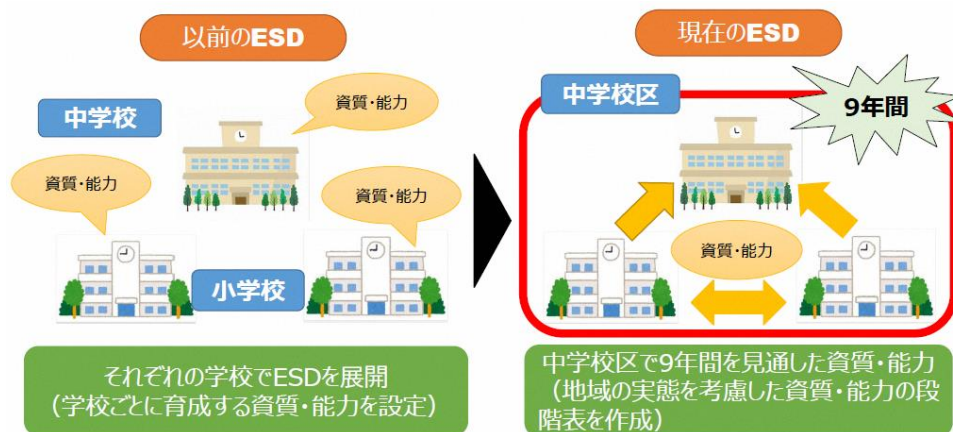 以前のESD
中学校
資質・能力
資質・能力
資質・能力
小学校
それぞれの学校でESDを展開
（学校ごとに育成する資質・能力を設定）
現在のESD
中学校区
9年間
資質・能力
中学校区で9年間を見通した資質・能力
（地域の実態を考慮した資質・能力の段
階表を作成）